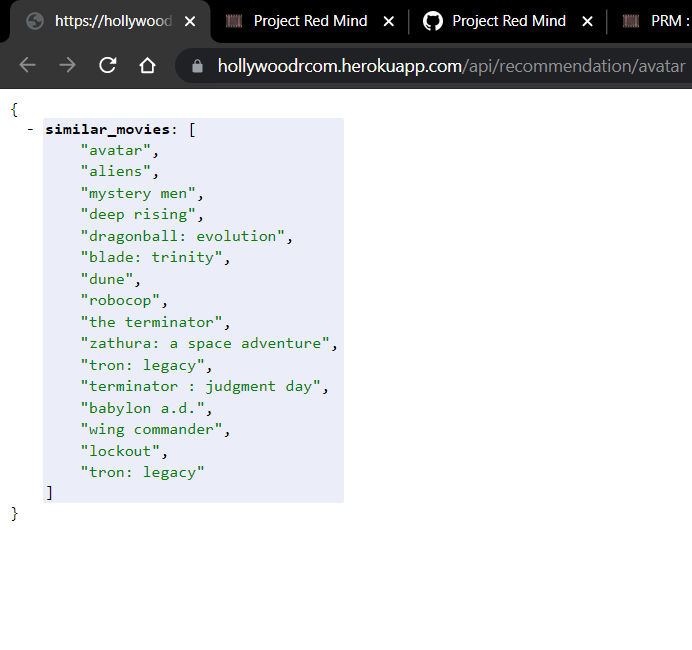 https://hollywood
Project Red Mind
Project Red Mind
PRM :
hollywoodrcom.herokuapp.com/api/recommendation/avatar
{
- similar_movies: [
"avatar",
"aliens",
"mystery men",
"deep rising",
"dragonball: evolution",
"blade: trinity",
"dune",
"robocop",
"the terminator",
"zathura: a space adventure",
"tron: legacy",
"terminator : judgment day",
"babylon a.d.",
"wing commander",
"lockout",
"tron: legacy"
]
}